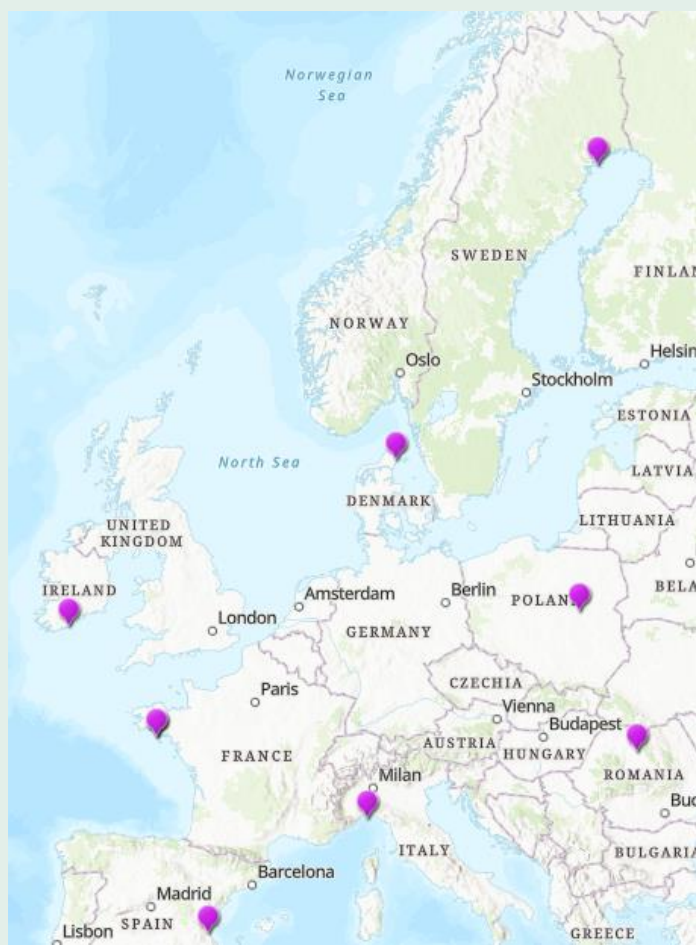 Norwegian
Sea
SWEDEN
FINLAN
NORWAY
Oslo
Helsin
Stockholm
ESTONIA
North Sea
LATVIA
DENMARK
LITHUANIA
UNITED
KINGDOM
IRELAND
Amsterdam
Berlin
POLAN
BELA
London
GERMANY
CZECHIA
Paris
Vienna
Budapest
AUSTRIA
HUNGARY
FRANCE
ROMANIA
Milan
Buc
ITALY
BULGARIA
Barcelona
Madrid
SPAIN
Lisbon
GREECE